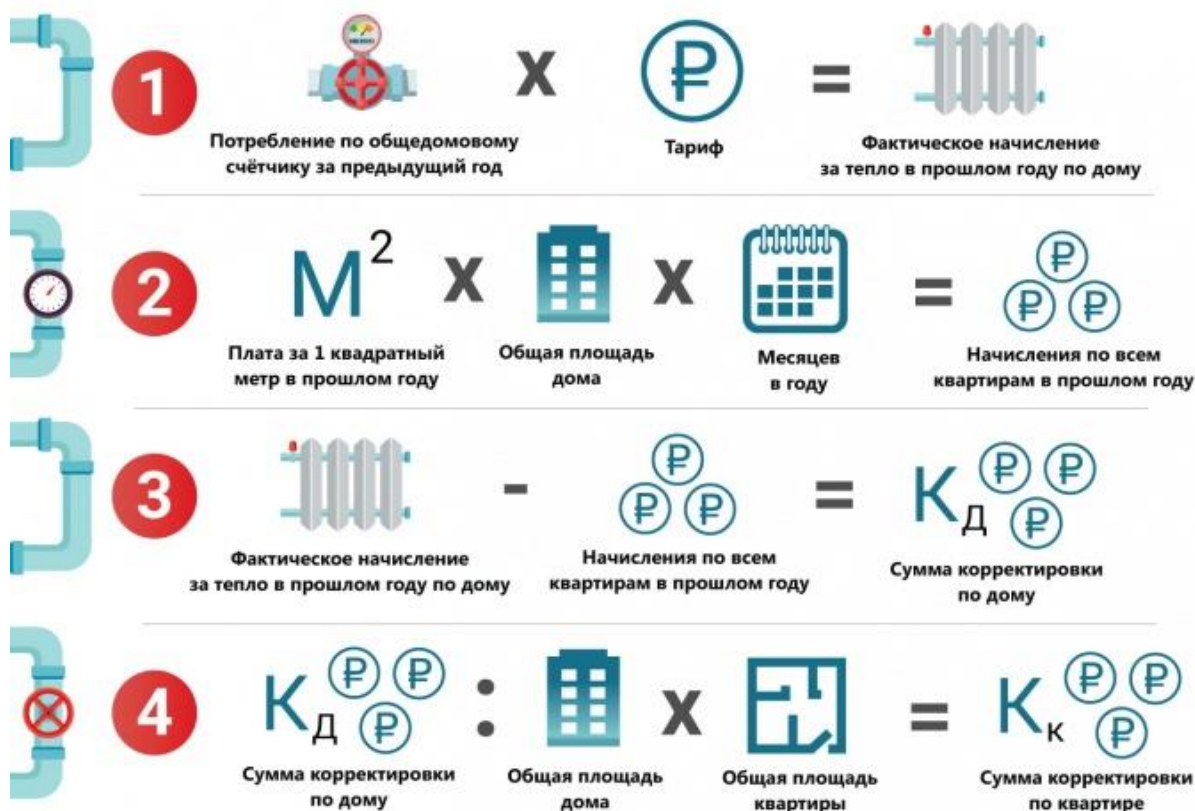 1
X
₽
=
Потребление по общедомовому
счётчику за предыдущий год
Тариф
Фактическое начисление
за тепло в прошлом году по дому
2
М²
X
X
=
₽
₽ ₽
Плата за 1 квадратный
метр в прошлом году
Общая площадь
дома
Месяцев
в году
Начисления по всем
квартирам в прошлом году
3
-
₽
₽ ₽
=
Кд
₽ ₽
₽
Фактическое начисление
за тепло в прошлом году по дому
Начисления по всем
квартирам в прошлом году
Сумма корректировки
по дому
4
Кд
₽ ₽
₽
:
X
=
Кк
₽ ₽
₽
Сумма корректировки
по дому
Общая площадь
дома
Общая площадь
квартиры
Сумма корректировки
по квартире